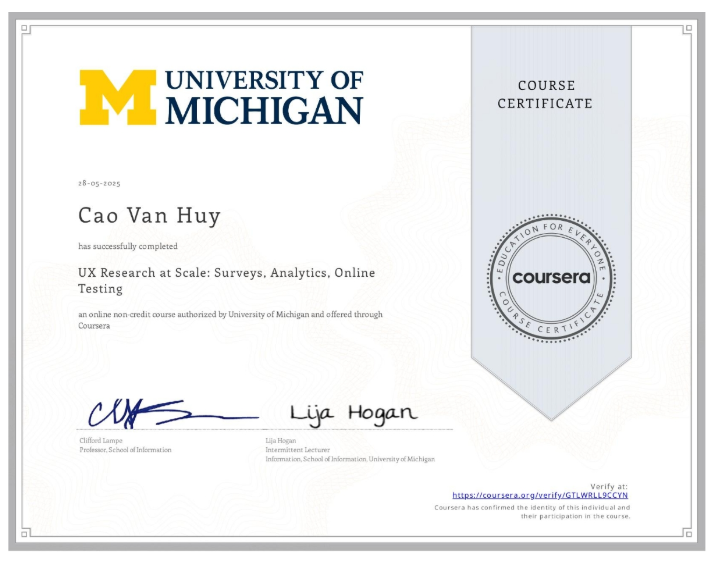 UNIVERSITY OF
MICHIGAN
COURSE
CERTIFICATE
28-05-2025
Cao Van Huy
has successfully completed
UX Research at Scale: Surveys, Analytics, Online
Testing
an online non-credit course authorized by University of Michigan and offered through
Coursera
EDUCATION FOR EVERYONE
coursera
COURSE CERTIFICATE
Lija Hogan
Clifford Lampe
Professor, School of Information
Lija Hogan
Intermittent Lecturer
Information, School of Information, University of Michigan
Verify at:
https://coursera.org/verify/GTLWRLL9CCYN
Coursera has confirmed the identity of this individual and
their participation in the course.